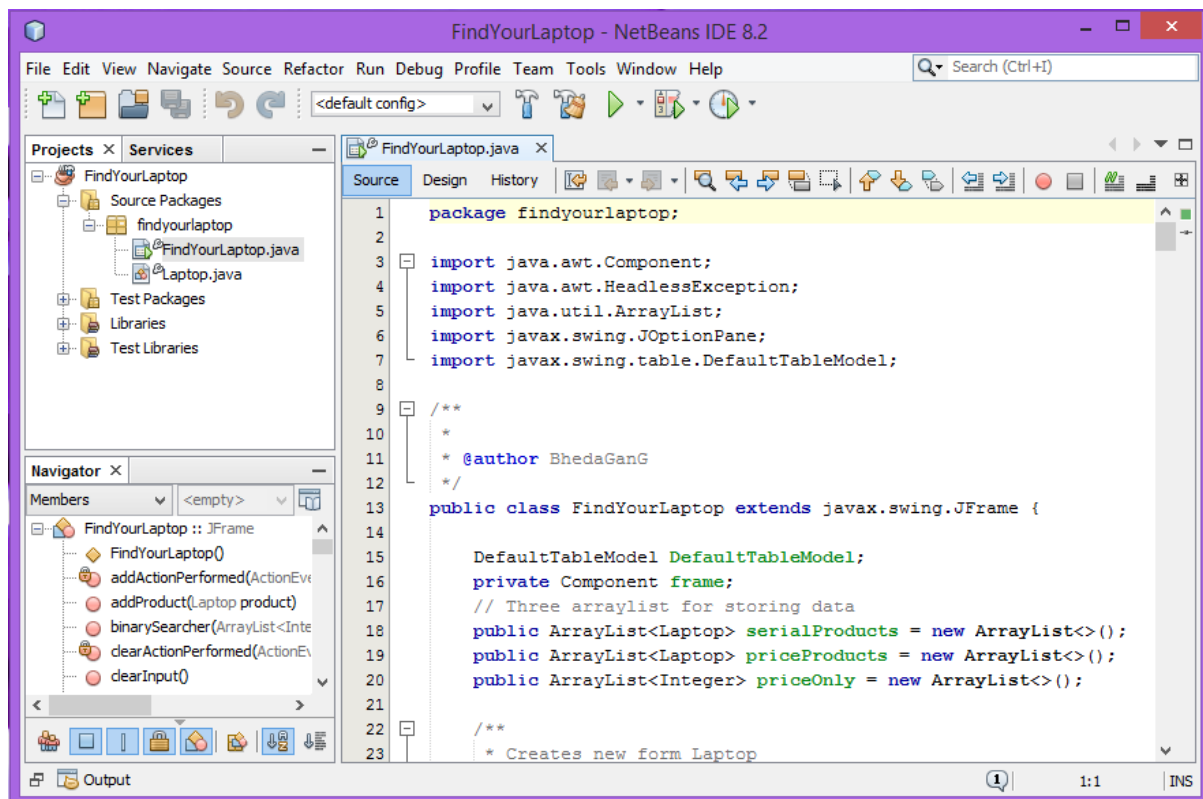 FindYourLaptop - NetBeans IDE 8.2
File Edit View Navigate Source Refactor Run Debug Profile Team Tools Window Help
Search (Ctrl+I)
<default config>
Projects Services
FindYourLaptop
Source Packages
findyourlaptop
FindYourLaptop.java
Laptop.java
Test Packages
Libraries
Test Libraries
Navigator
Members <empty>
FindYourLaptop :: JFrame
FindYourLaptop()
addActionPerformed(ActionEve
addProduct(Laptop product)
binarySearcher(ArrayList<Inte
clearActionPerformed(ActionEv
clearInput()
FindYourLaptop.java
Source Design History
1 package findyourlaptop;
2
3 import java.awt.Component;
4 import java.awt.HeadlessException;
5 import java.util.ArrayList;
6 import javax.swing.JOptionPane;
7 import javax.swing.table.DefaultTableModel;
8
9 /**
10 *
11 * @author BhedaGanG
12 */
13 public class FindYourLaptop extends javax.swing.JFrame {
14
15 DefaultTableModel DefaultTableModel;
16 private Component frame;
17 // Three arraylist for storing data
18 public ArrayList<Laptop> serialProducts = new ArrayList<>();
19 public ArrayList<Laptop> priceProducts = new ArrayList<>();
20 public ArrayList<Integer> priceOnly = new ArrayList<>();
21
22 /**
23 * Creates new form Laptop
Output
1
1:1
INS